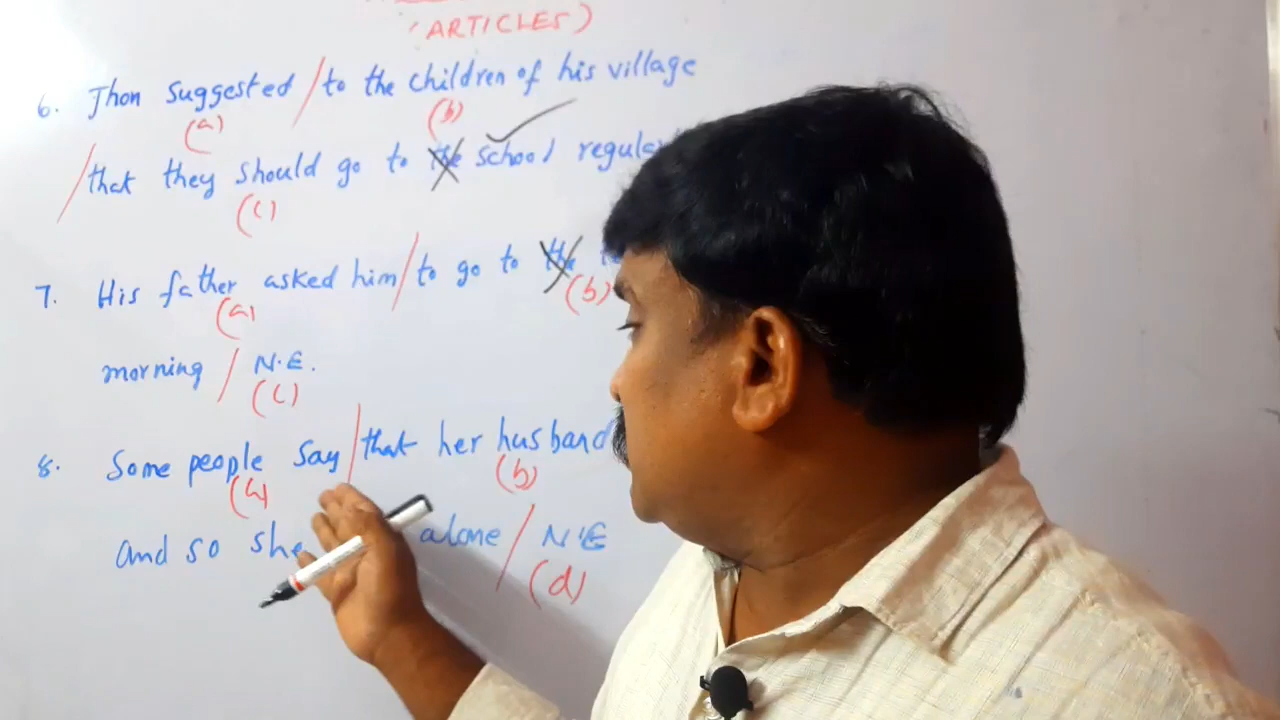 (ARTICLES)
6. Jhon suggested / to the children of his village
(a) (b)
/ that they should go to the school
(c)
7. His father asked him / to go to the
(a) (b)
morning / N.E.
(c)
8. Some people say / that her husband
(a) (b)
and so she alone / N.E
(d)